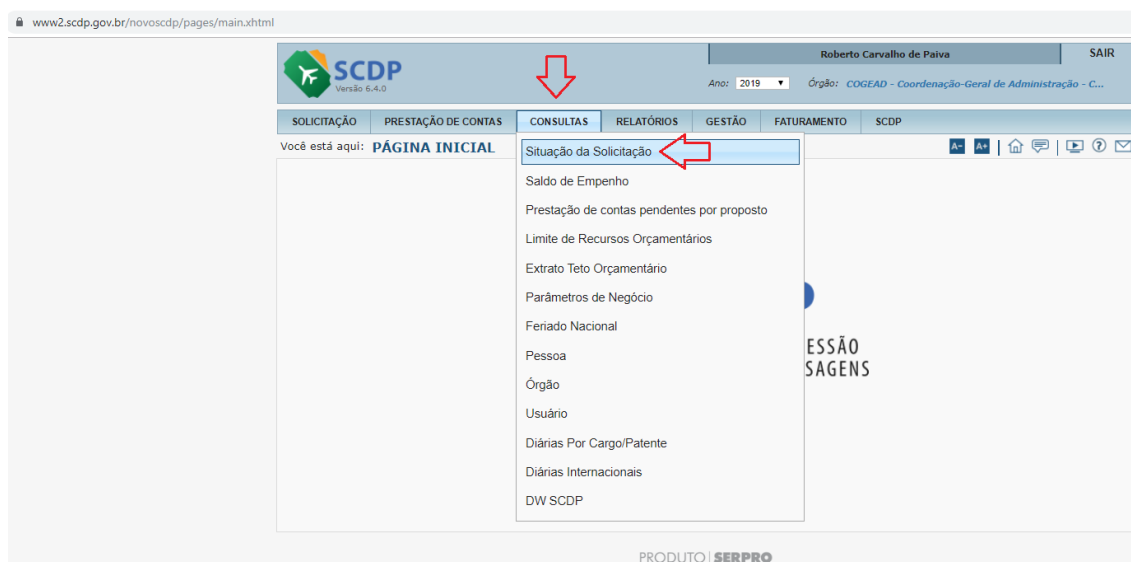 www2.scdp.gov.br/novoscdp/pages/main.xhtml
SCDP
Versão 6.4.0
Roberto Carvalho de Paiva
SAIR
Ano: 2019 Órgão: COGEAD - Coordenação-Geral de Administração - C...
SOLICITAÇÃO PRESTAÇÃO DE CONTAS CONSULTAS RELATÓRIOS GESTÃO FATURAMENTO SCDP
Você está aqui: PÁGINA INICIAL
A- A+
Situação da Solicitação
Saldo de Empenho
Prestação de contas pendentes por proposto
Limite de Recursos Orçamentários
Extrato Teto Orçamentário
Parâmetros de Negócio
Feriado Nacional
Pessoa
Órgão
Usuário
Diárias Por Cargo/Patente
Diárias Internacionais
DW SCDP
ESSÃO
SAGENS
PRODUTO | SERPRO